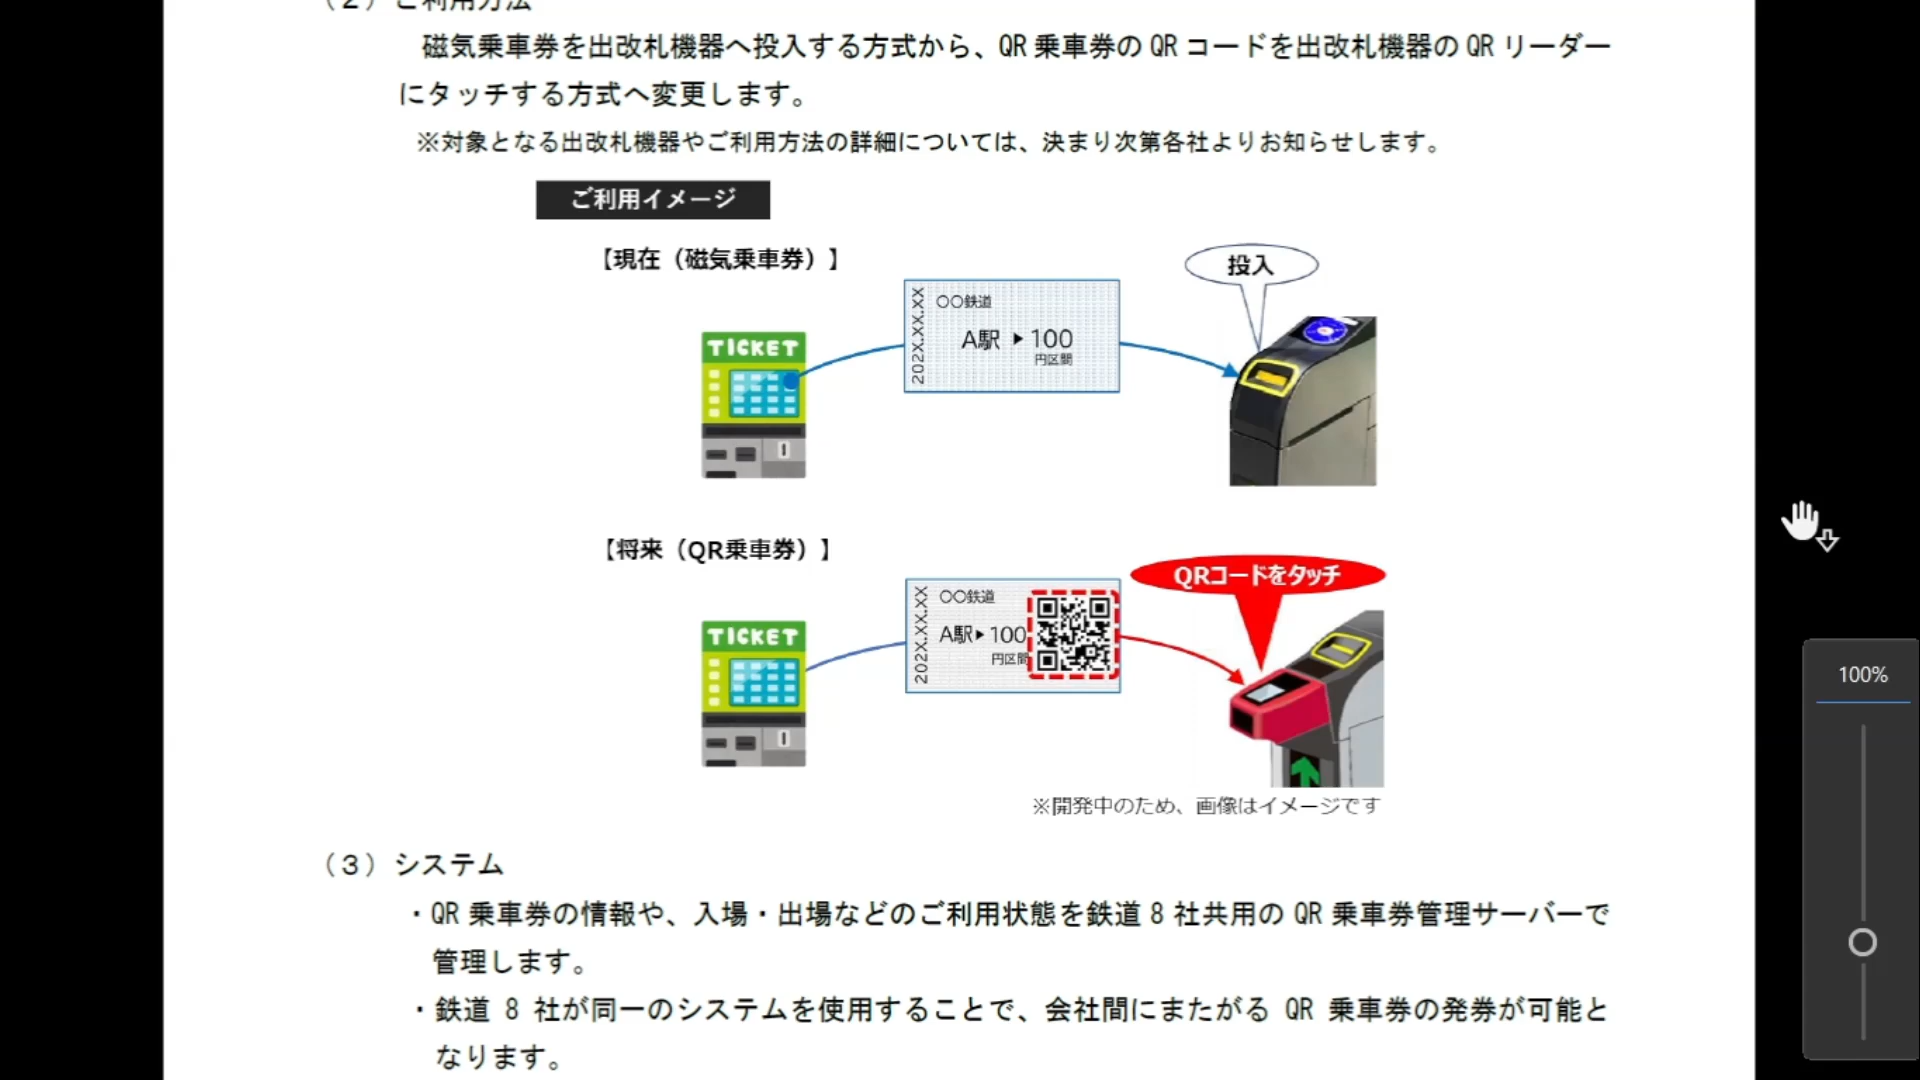 （２）ご利用方法
磁気乗車券を出改札機器へ投入する方式から、QR 乗車券の QR コードを出改札機器の QR リーダー
にタッチする方式へ変更します。
※対象となる出改札機器やご利用方法の詳細については、決まり次第各社よりお知らせします。
ご利用イメージ
【現在（磁気乗車券）】
投入
TICKET
202X.XX.XX
〇〇鉄道
A駅 ▶ 100
円区間
【将来（QR乗車券）】
QRコードをタッチ
TICKET
202X.XX.XX
〇〇鉄道
A駅▶ 100
円区間
100%
※開発中のため、画像はイメージです
（３）システム
・QR 乗車券の情報や、入場・出場などのご利用状態を鉄道 8 社共用の QR 乗車券管理サーバーで
管理します。
・鉄道 8 社が同一のシステムを使用することで、会社間にまたがる QR 乗車券の発券が可能と
なります。